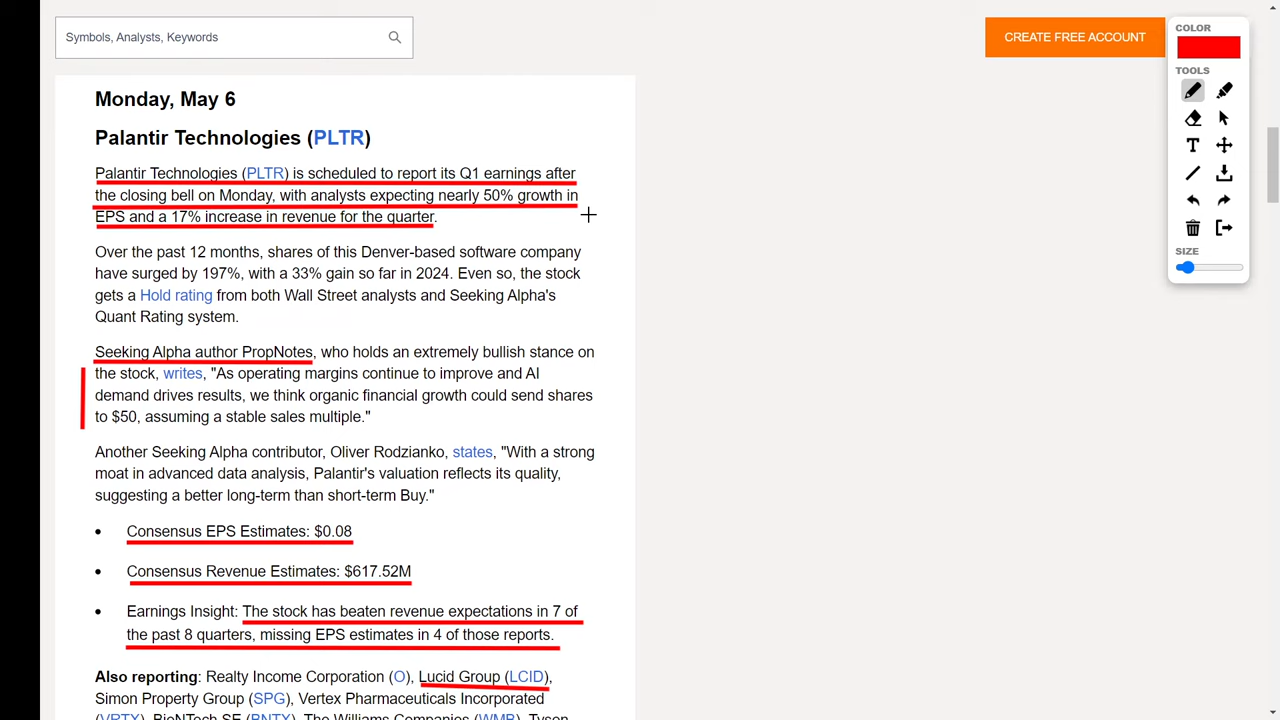 Symbols, Analysts, Keywords
CREATE FREE ACCOUNT
COLOR
TOOLS
SIZE
Monday, May 6
Palantir Technologies (PLTR)
Palantir Technologies (PLTR) is scheduled to report its Q1 earnings after
the closing bell on Monday, with analysts expecting nearly 50% growth in
EPS and a 17% increase in revenue for the quarter.
Over the past 12 months, shares of this Denver-based software company
have surged by 197%, with a 33% gain so far in 2024. Even so, the stock
gets a Hold rating from both Wall Street analysts and Seeking Alpha's
Quant Rating system.
Seeking Alpha author PropNotes, who holds an extremely bullish stance on
the stock, writes, "As operating margins continue to improve and AI
demand drives results, we think organic financial growth could send shares
to $50, assuming a stable sales multiple."
Another Seeking Alpha contributor, Oliver Rodzianko, states, "With a strong
moat in advanced data analysis, Palantir's valuation reflects its quality,
suggesting a better long-term than short-term Buy."
• Consensus EPS Estimates: $0.08
• Consensus Revenue Estimates: $617.52M
• Earnings Insight: The stock has beaten revenue expectations in 7 of
the past 8 quarters, missing EPS estimates in 4 of those reports.
Also reporting: Realty Income Corporation (O), Lucid Group (LCID),
Simon Property Group (SPG), Vertex Pharmaceuticals Incorporated
(VRTX), BioNTech SE (BNTX), The Williams Companies (WMB), Tyson